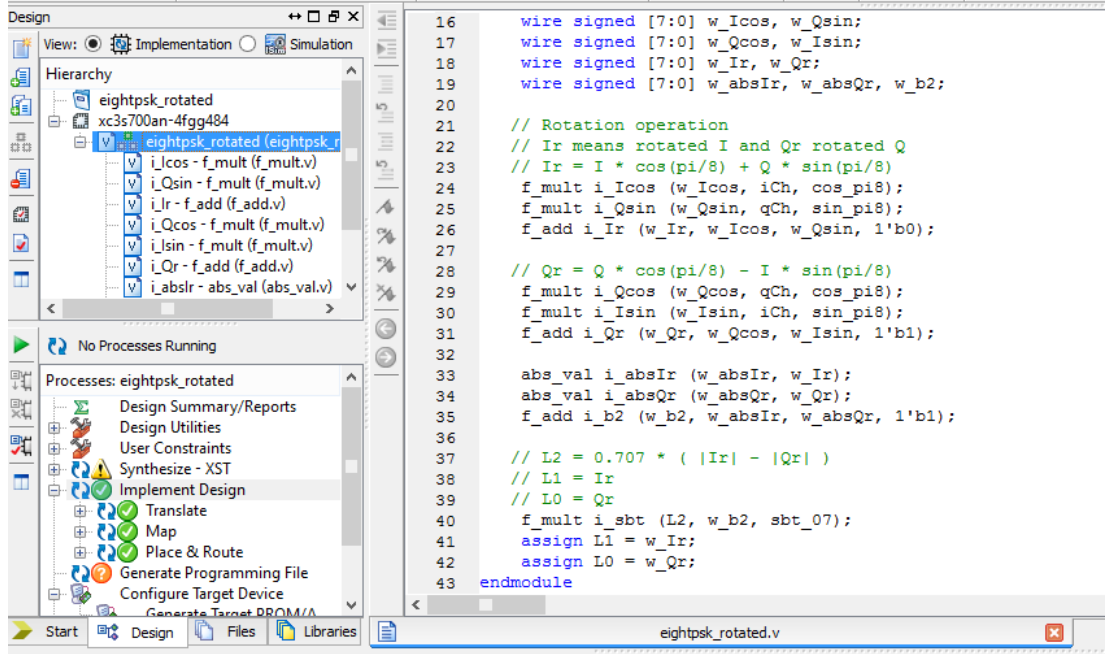 Design
View: Implementation Simulation
Hierarchy
eightpsk_rotated
xc3s700an-4fgg484
eightpsk_rotated (eightpsk_r
i_Icos - f_mult (f_mult.v)
i_Qsin - f_mult (f_mult.v)
i_Ir - f_add (f_add.v)
i_Qcos - f_mult (f_mult.v)
i_Isin - f_mult (f_mult.v)
i_Qr - f_add (f_add.v)
i_absIr - abs_val (abs_val.v)
No Processes Running
Processes: eightpsk_rotated
Design Summary/Reports
Design Utilities
User Constraints
Synthesize - XST
Implement Design
Translate
Map
Place & Route
Generate Programming File
Configure Target Device
Generate Target PROM/A
Start Design Files Libraries
16 wire signed [7:0] w_Icos, w_Qsin;
17 wire signed [7:0] w_Qcos, w_Isin;
18 wire signed [7:0] w_Ir, w_Qr;
19 wire signed [7:0] w_absIr, w_absQr, w_b2;
20
21 // Rotation operation
22 // Ir means rotated I and Qr rotated Q
23 // Ir = I * cos(pi/8) + Q * sin(pi/8)
24 f_mult i_Icos (w_Icos, iCh, cos_pi8);
25 f_mult i_Qsin (w_Qsin, qCh, sin_pi8);
26 f_add i_Ir (w_Ir, w_Icos, w_Qsin, 1'b0);
27
28 // Qr = Q * cos(pi/8) - I * sin(pi/8)
29 f_mult i_Qcos (w_Qcos, qCh, cos_pi8);
30 f_mult i_Isin (w_Isin, iCh, sin_pi8);
31 f_add i_Qr (w_Qr, w_Qcos, w_Isin, 1'b1);
32
33 abs_val i_absIr (w_absIr, w_Ir);
34 abs_val i_absQr (w_absQr, w_Qr);
35 f_add i_b2 (w_b2, w_absIr, w_absQr, 1'b1);
36
37 // L2 = 0.707 * ( |Ir| - |Qr| )
38 // L1 = Ir
39 // L0 = Qr
40 f_mult i_sbt (L2, w_b2, sbt_07);
41 assign L1 = w_Ir;
42 assign L0 = w_Qr;
43 endmodule
eightpsk_rotated.v